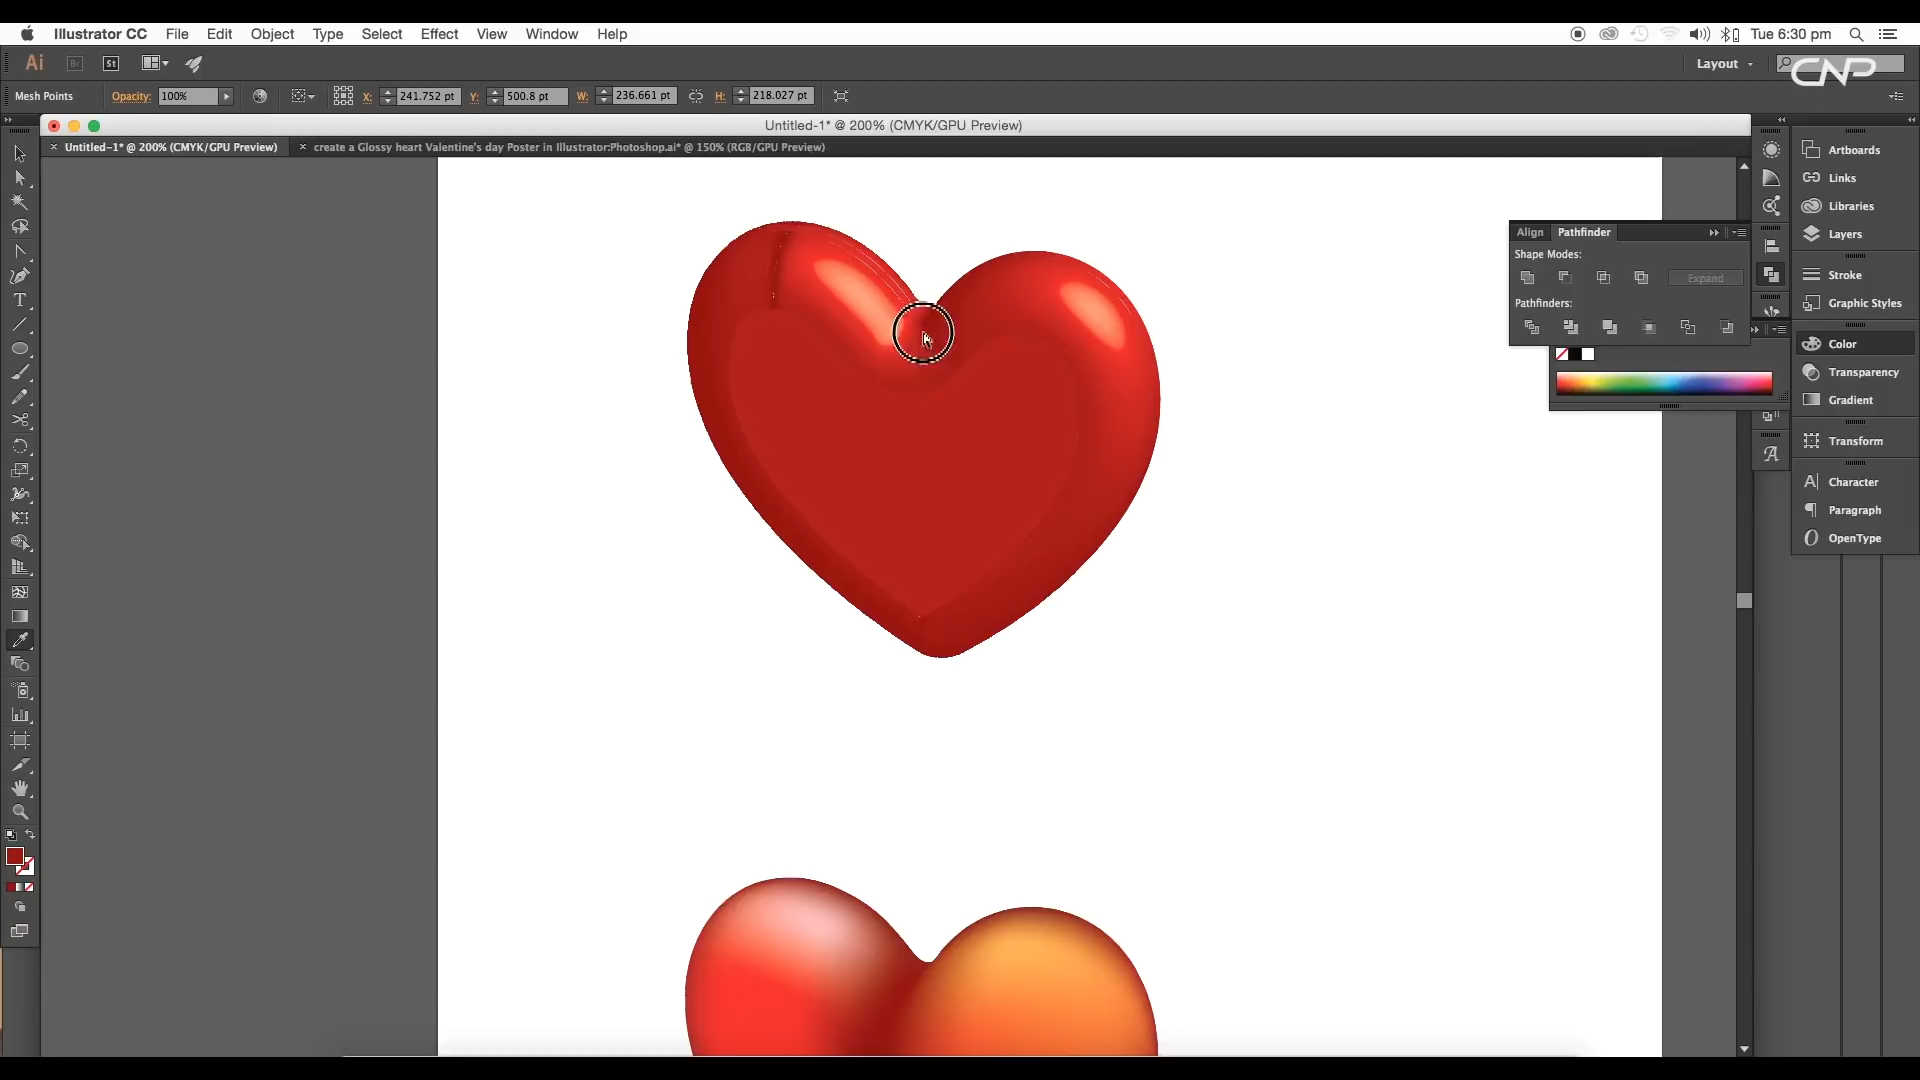 Illustrator CC File Edit Object Type Select Effect View Window Help Tue 6:30 pm
Ai Br St Layout CNP
Mesh Points Opacity: 100% X: 241.752 pt Y: 500.8 pt W: 236.661 pt H: 218.027 pt
Untitled-1* @ 200% (CMYK/GPU Preview)
× Untitled-1* @ 200% (CMYK/GPU Preview) × create a Glossy heart Valentine's day Poster in Illustrator:Photoshop.ai* @ 150% (RGB/GPU Preview)
Artboards
Links
Libraries
Layers
Stroke
Graphic Styles
Color
Transparency
Gradient
Transform
Character
Paragraph
OpenType
Align Pathfinder
Shape Modes:
Expand
Pathfinders: